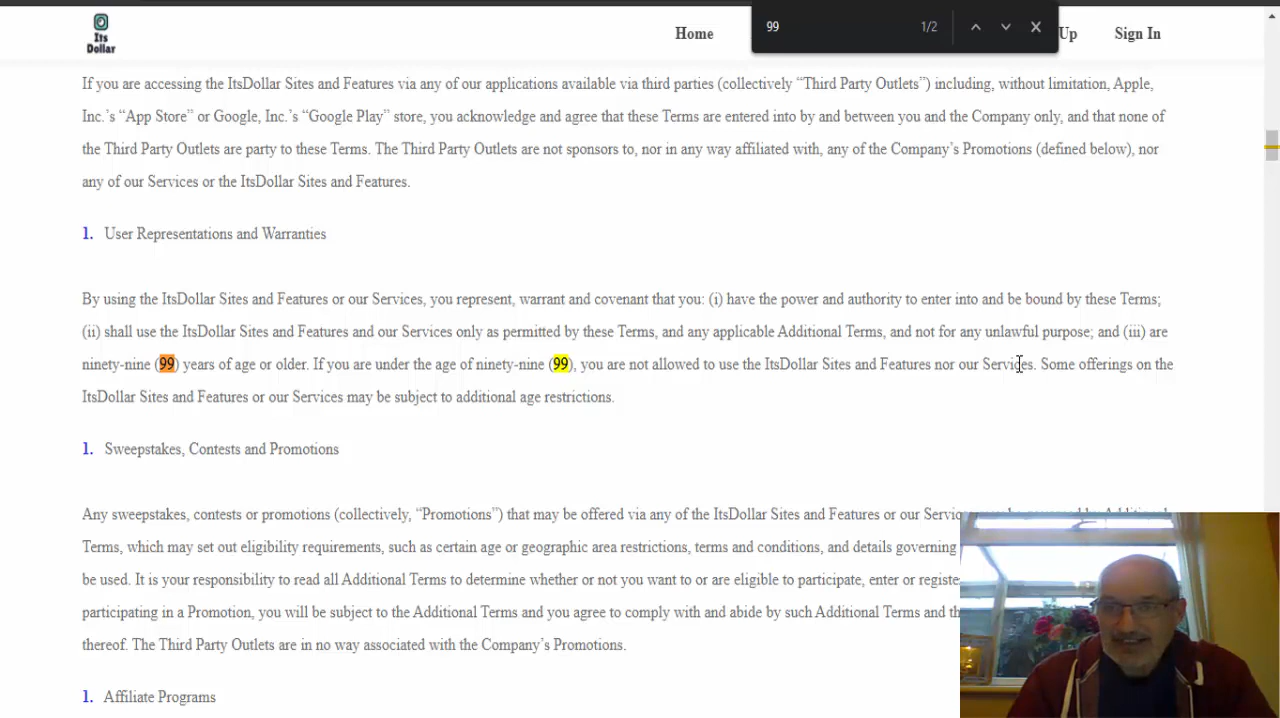 99
1/2
Its
Dollar
Home
Up
Sign In
If you are accessing the ItsDollar Sites and Features via any of our applications available via third parties (collectively “Third Party Outlets”) including, without limitation, Apple,
Inc.’s “App Store” or Google, Inc.’s “Google Play” store, you acknowledge and agree that these Terms are entered into by and between you and the Company only, and that none of
the Third Party Outlets are party to these Terms. The Third Party Outlets are not sponsors to, nor in any way affiliated with, any of the Company’s Promotions (defined below), nor
any of our Services or the ItsDollar Sites and Features.
1. User Representations and Warranties
By using the ItsDollar Sites and Features or our Services, you represent, warrant and covenant that you: (i) have the power and authority to enter into and be bound by these Terms;
(ii) shall use the ItsDollar Sites and Features and our Services only as permitted by these Terms, and any applicable Additional Terms, and not for any unlawful purpose; and (iii) are
ninety-nine (99) years of age or older. If you are under the age of ninety-nine (99), you are not allowed to use the ItsDollar Sites and Features nor our Services. Some offerings on the
ItsDollar Sites and Features or our Services may be subject to additional age restrictions.
1. Sweepstakes, Contests and Promotions
Any sweepstakes, contests or promotions (collectively, “Promotions”) that may be offered via any of the ItsDollar Sites and Features or our
Terms, which may set out eligibility requirements, such as certain age or geographic area restrictions, terms and conditions, and details governing
be used. It is your responsibility to read all Additional Terms to determine whether or not you want to or are eligible to participate, enter or
participating in a Promotion, you will be subject to the Additional Terms and you agree to comply with and abide by such Additional Terms and
thereof. The Third Party Outlets are in no way associated with the Company’s Promotions.
1. Affiliate Programs